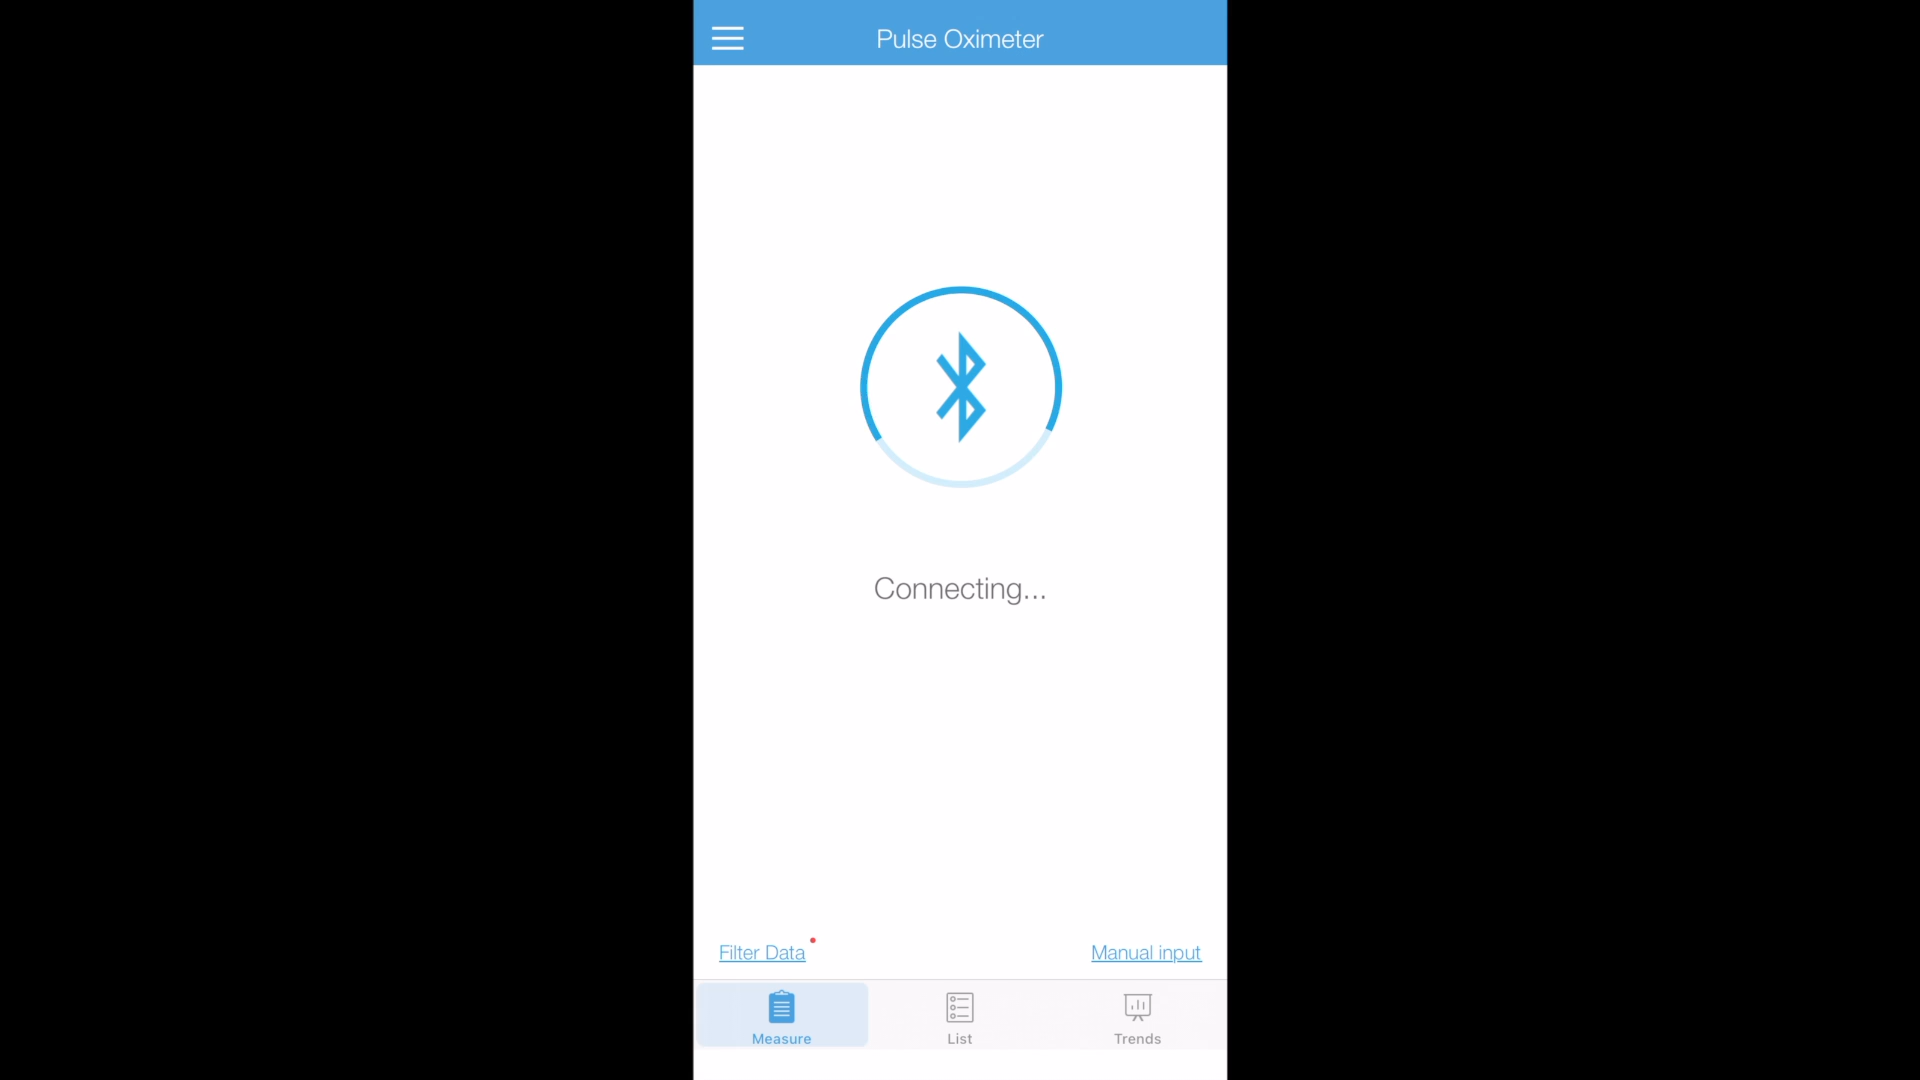 Pulse Oximeter
Connecting...
Filter Data
Manual input
Measure
List
Trends